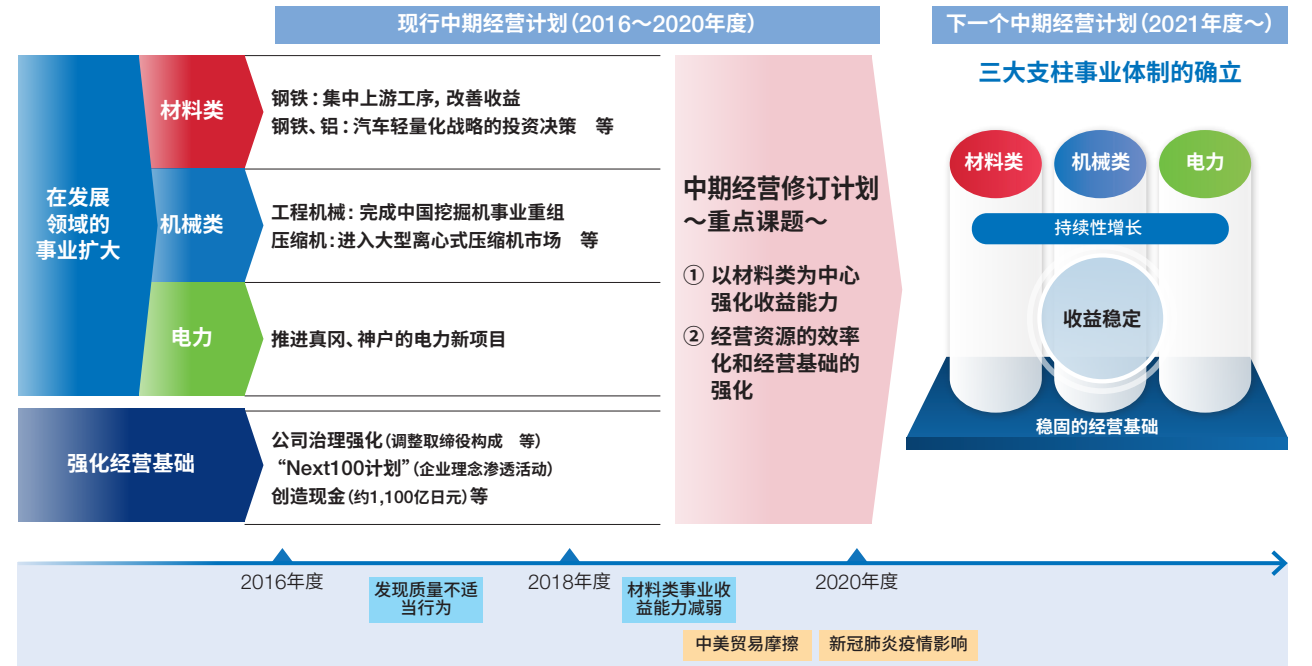 现行中期经营计划（2016～2020年度）
下一个中期经营计划（2021年度～）
在发展
领域的
事业扩大
材料类
钢铁：集中上游工序，改善收益
钢铁、铝：汽车轻量化战略的投资决策　等
机械类
工程机械：完成中国挖掘机事业重组
压缩机：进入大型离心式压缩机市场　等
电力
推进真冈、神户的电力新项目
强化经营基础
公司治理强化（调整取缔役构成　等）
“Next100计划”（企业理念渗透活动）
创造现金（约1,100亿日元）等
中期经营修订计划
～重点课题～
① 以材料类为中心
强化收益能力
② 经营资源的效率
化和经营基础的
强化
三大支柱事业体制的确立
材料类
机械类
电力
持续性增长
收益稳定
稳固的经营基础
2016年度
2018年度
2020年度
发现质量不适
当行为
材料类事业收
益能力减弱
中美贸易摩擦
新冠肺炎疫情影响